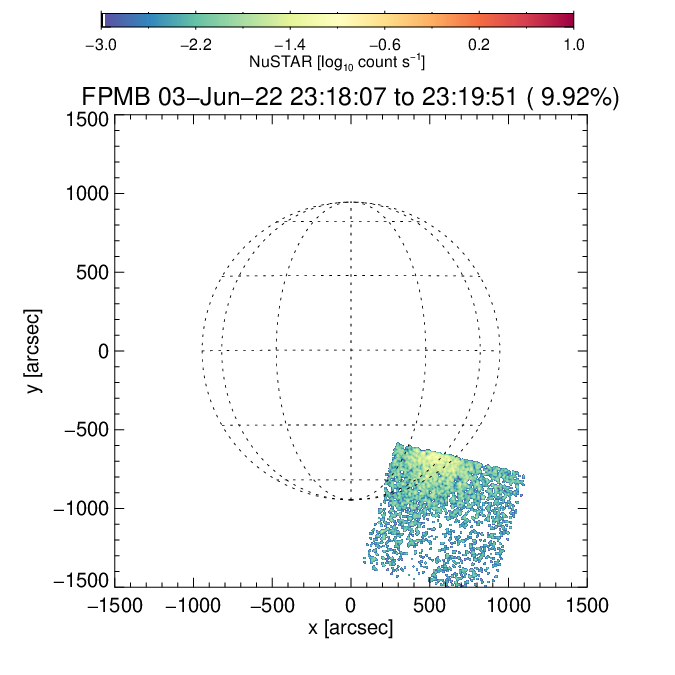 −3.0 −2.2 −1.4 −0.6 0.2 1.0
NuSTAR [log₁₀ count s⁻¹]
FPMB 03−Jun−22 23:18:07 to 23:19:51 ( 9.92%)
1500
1000
500
0
−500
−1000
−1500
y [arcsec]
−1500 −1000 −500 0 500 1000 1500
x [arcsec]